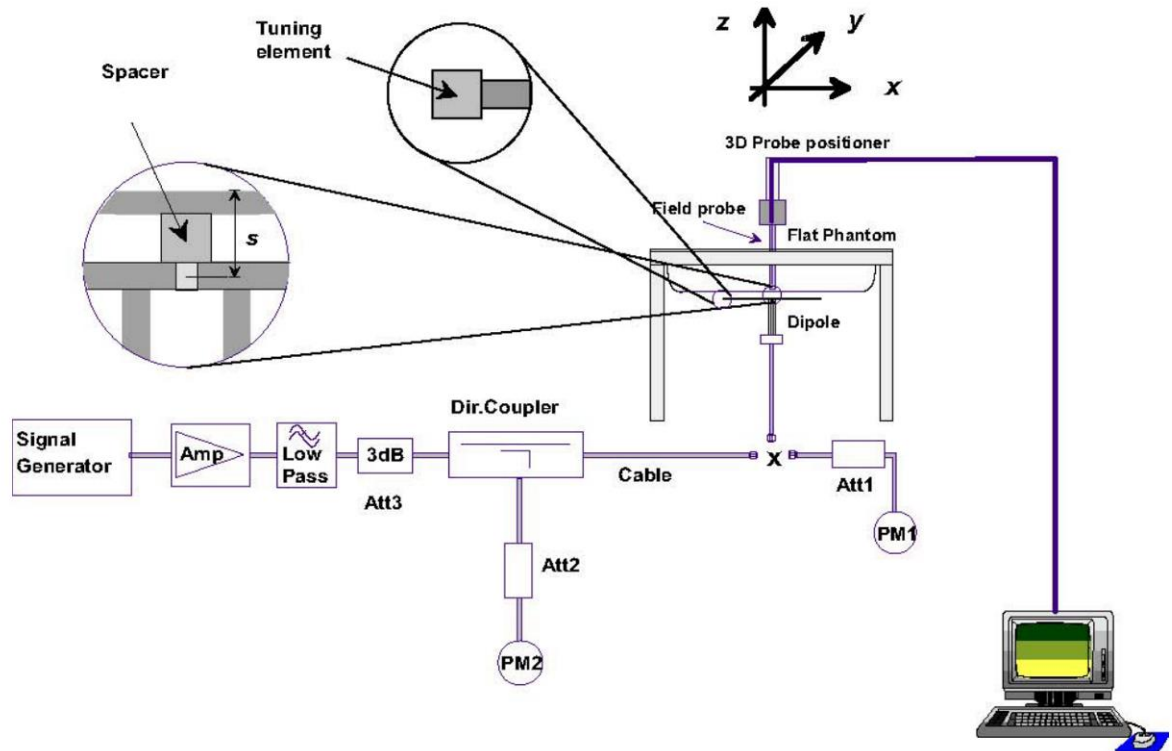 Tuning
element
Spacer
s
z
y
x
3D Probe positioner
Field probe
Flat Phantom
Dipole
Dir.Coupler
Signal
Generator
Amp
Low
Pass
3dB
Att3
Cable
x
Att1
PM1
Att2
PM2